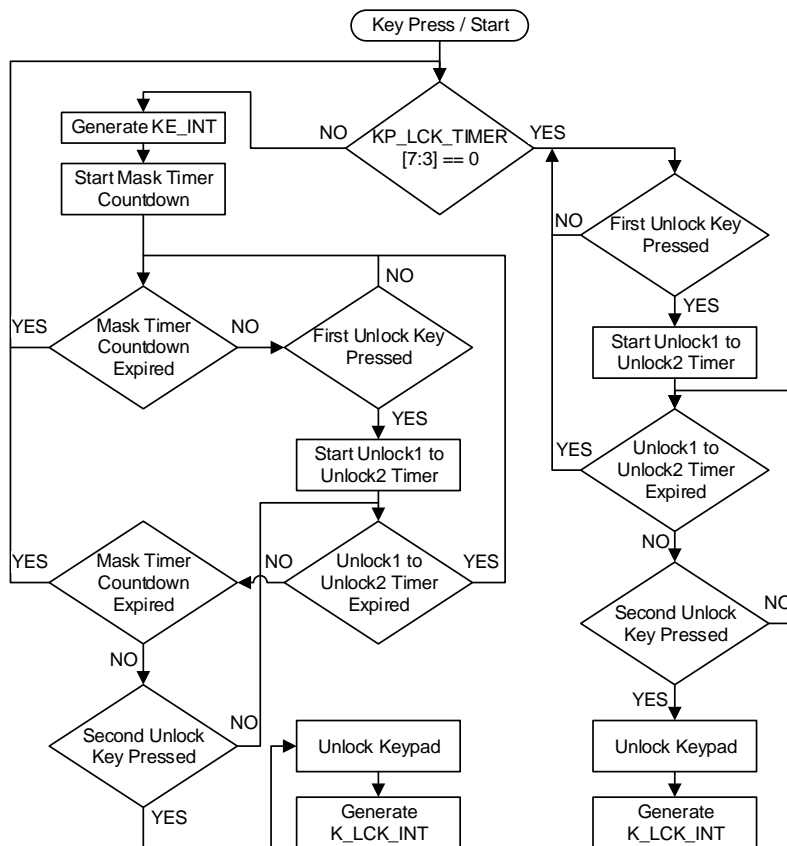 Key Press / Start
NO
KP_LCK_TIMER
[7:3] == 0
YES
Generate KE_INT
Start Mask Timer
Countdown
NO
First Unlock Key
Pressed
YES
NO
YES
Mask Timer
Countdown
Expired
NO
First Unlock Key
Pressed
YES
Start Unlock1 to
Unlock2 Timer
Start Unlock1 to
Unlock2 Timer
YES
Unlock1 to
Unlock2 Timer
Expired
NO
YES
Mask Timer
Countdown
Expired
NO
Unlock1 to
Unlock2 Timer
Expired
YES
NO
Second Unlock
Key Pressed
NO
YES
Second Unlock
Key Pressed
NO
YES
Unlock Keypad
Generate
K_LCK_INT
Unlock Keypad
Generate
K_LCK_INT